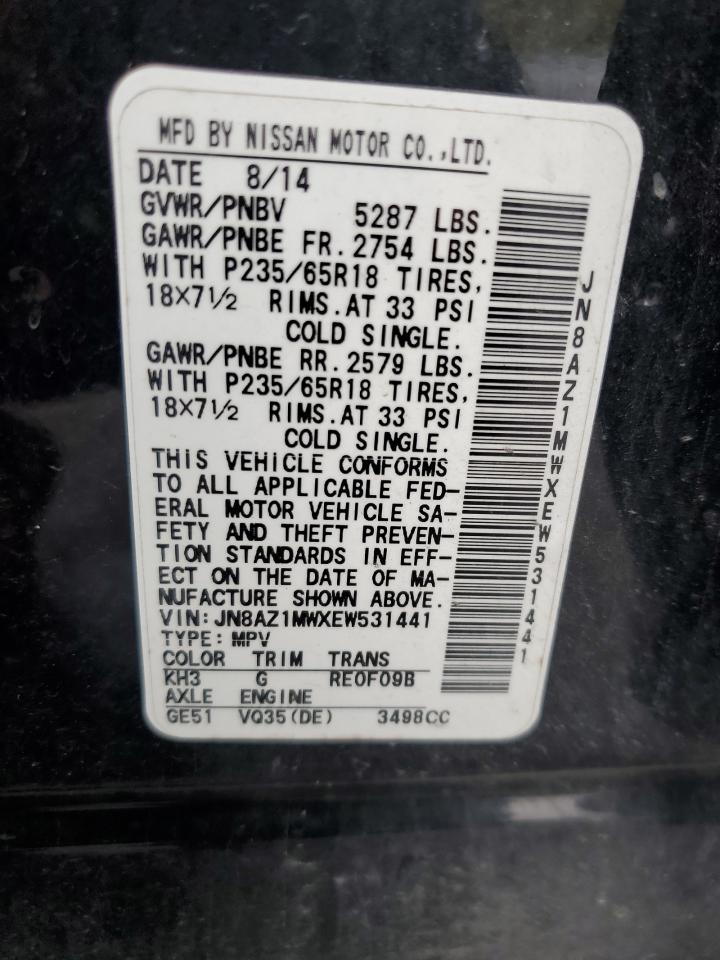 MFD BY NISSAN MOTOR CO.,LTD.
DATE 8/14
GVWR/PNBV 5287 LBS.
GAWR/PNBE FR. 2754 LBS.
WITH P235/65R18 TIRES,
18X7½ RIMS. AT 33 PSI
COLD SINGLE.
GAWR/PNBE RR. 2579 LBS.
WITH P235/65R18 TIRES,
18X7½ RIMS. AT 33 PSI
COLD SINGLE.
THIS VEHICLE CONFORMS
TO ALL APPLICABLE FED-
ERAL MOTOR VEHICLE SA-
FETY AND THEFT PREVEN-
TION STANDARDS IN EFF-
ECT ON THE DATE OF MA-
NUFACTURE SHOWN ABOVE.
VIN:JN8AZ1MWXEW531441
TYPE: MPV
COLOR TRIM TRANS
KH3 G RE0F09B
AXLE ENGINE
GE51 VQ35(DE) 3498CC
JN8AZ1MWXEW531441